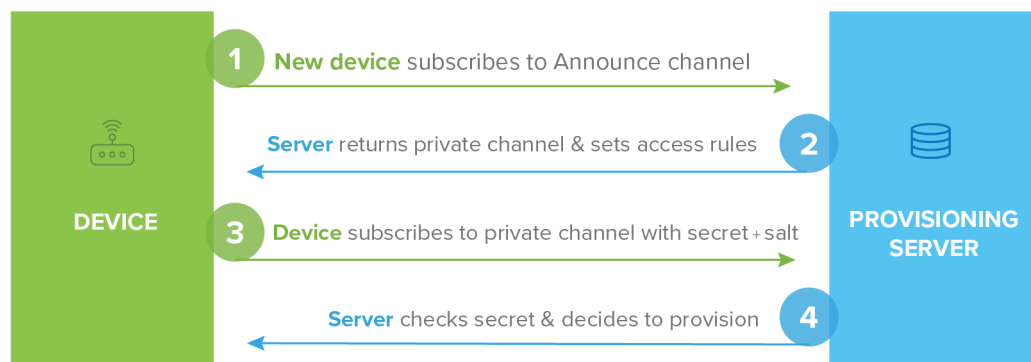 1
New device subscribes to Announce channel
Server returns private channel & sets access rules
2
DEVICE
3
Device subscribes to private channel with secret + salt
PROVISIONING
SERVER
Server checks secret & decides to provision
4